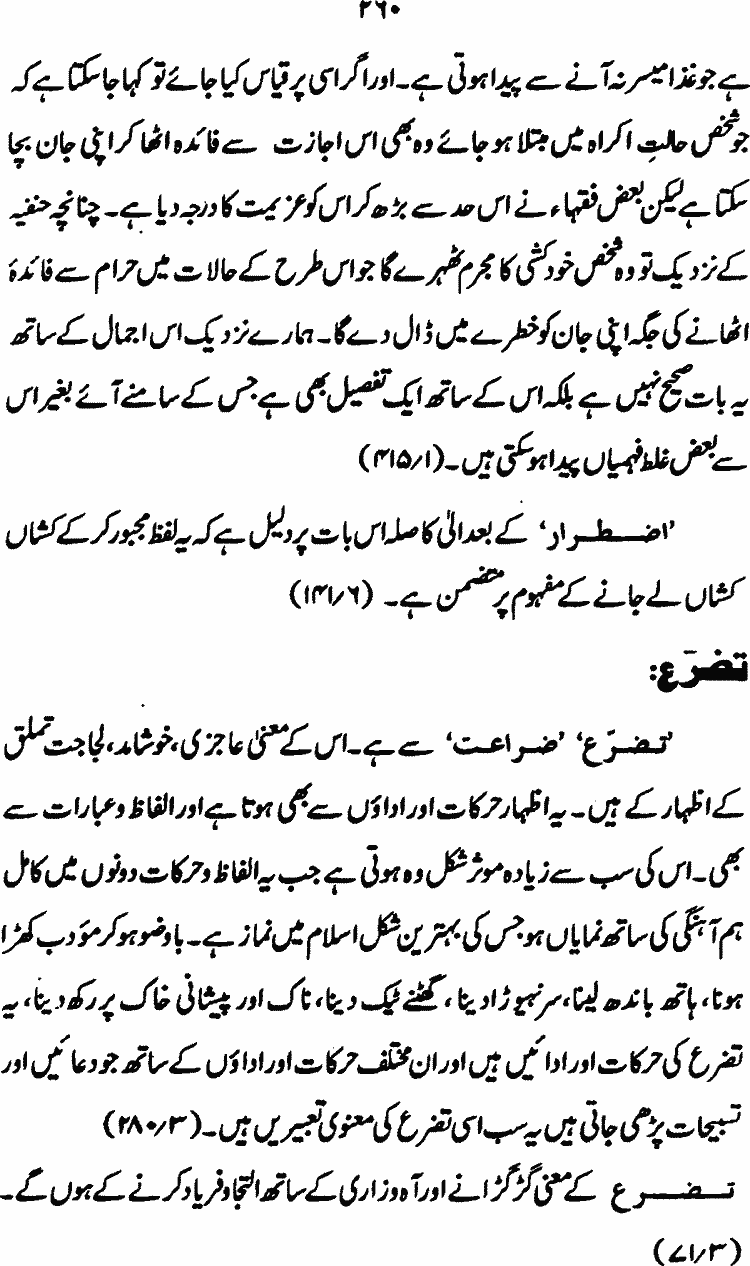 ۲۶۰
ہے جو غذا میسر نہ آنے سے پیدا ہوتی ہے۔ اور اگر اسی پر قیاس کیا جائے تو کہا جا سکتا ہے کہ
جو شخص حالتِ اکراہ میں مبتلا ہو جائے وہ بھی اس اجازت سے فائدہ اٹھا کر اپنی جان بچا
سکتا ہے لیکن بعض فقہاء نے اس حد سے بڑھ کر اس کو عزیمت کا درجہ دیا ہے۔ چنانچہ حنفیہ
کے نزدیک تو وہ شخص خودکشی کا مجرم ٹھہرے گا جو اس طرح کے حالات میں حرام سے فائدہ
اٹھانے کی جگہ اپنی جان کو خطرے میں ڈال دے گا۔ ہمارے نزدیک اس اجمال کے ساتھ
یہ بات صحیح نہیں ہے بلکہ اس کے ساتھ ایک تفصیل بھی ہے جس کے سامنے آئے بغیر اس
سے بعض غلط فہمیاں پیدا ہو سکتی ہیں۔ (۴۱۵/۱)
’اضطرار‘ کے بعد الیٰ کا صلہ اس بات پر دلیل ہے کہ یہ لفظ مجبور کر کے کشاں
کشاں لے جانے کے مفہوم پر متضمن ہے۔ (۱۴۱/۶)
تضرّع:
’تضرّع‘ ’ضراعت‘ سے ہے۔ اس کے معنیٰ عاجزی، خوشامد، لجاجت تملق
کے اظہار کے ہیں۔ یہ اظہار حرکات اور اداؤں سے بھی ہوتا ہے اور الفاظ و عبارات سے
بھی۔ اس کی سب سے زیادہ موثر شکل وہ ہوتی ہے جب یہ الفاظ و حرکات دونوں میں کامل
ہم آہنگی کی ساتھ نمایاں ہو جس کی بہترین شکل اسلام میں نماز ہے۔ باوضو ہو کر مؤدب کھڑا
ہونا، ہاتھ باندھ لینا، سر نہیوڑا دینا، گھٹنے ٹیک دینا، ناک اور پیشانی خاک پر رکھ دینا، یہ
تضرع کی حرکات اور ادائیں ہیں اور ان مختلف حرکات اور اداؤں کے ساتھ جو دعائیں اور
تسبیحات پڑھی جاتی ہیں یہ سب اسی تضرع کی معنوی تعبیریں ہیں۔ (۲۸۰/۳)
تضرع کے معنی گڑگڑانے اور آہ و زاری کے ساتھ التجا و فریاد کرنے کے ہوں گے۔
(۷۱/۳)